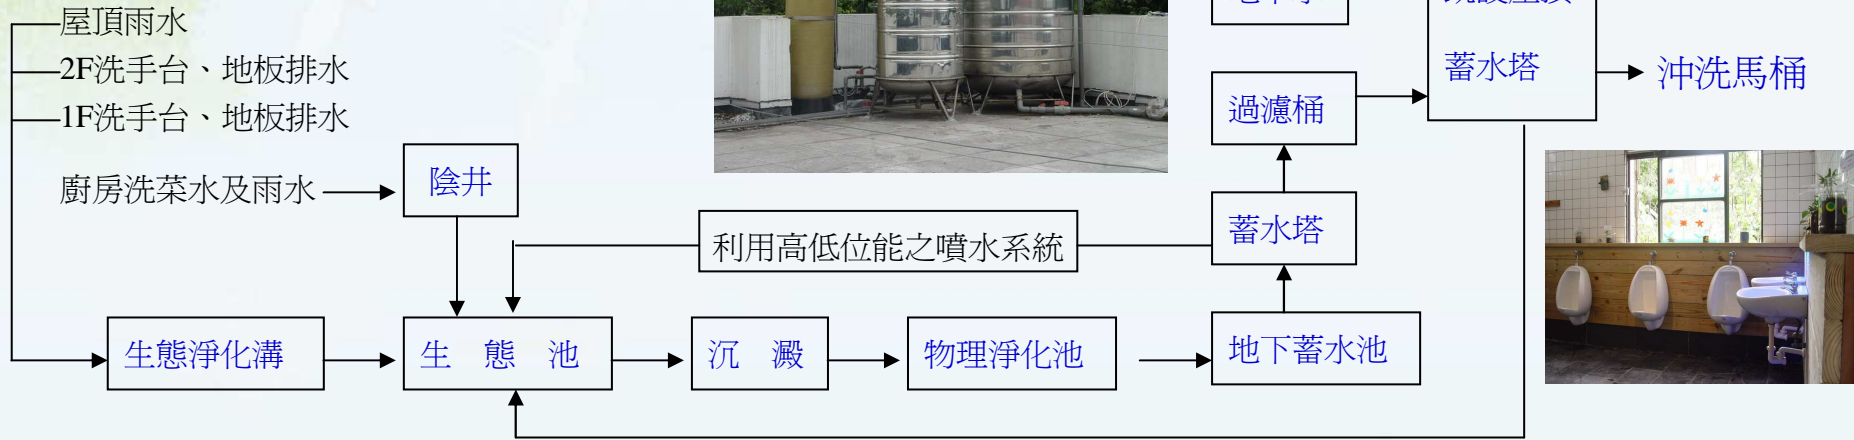 屋頂雨水
2F洗手台、地板排水
1F洗手台、地板排水
廚房洗菜水及雨水
陰井
利用高低位能之噴水系統
生態淨化溝
生態池
沉澱
物理淨化池
地下蓄水池
蓄水塔
過濾桶
蓄水塔
沖洗馬桶